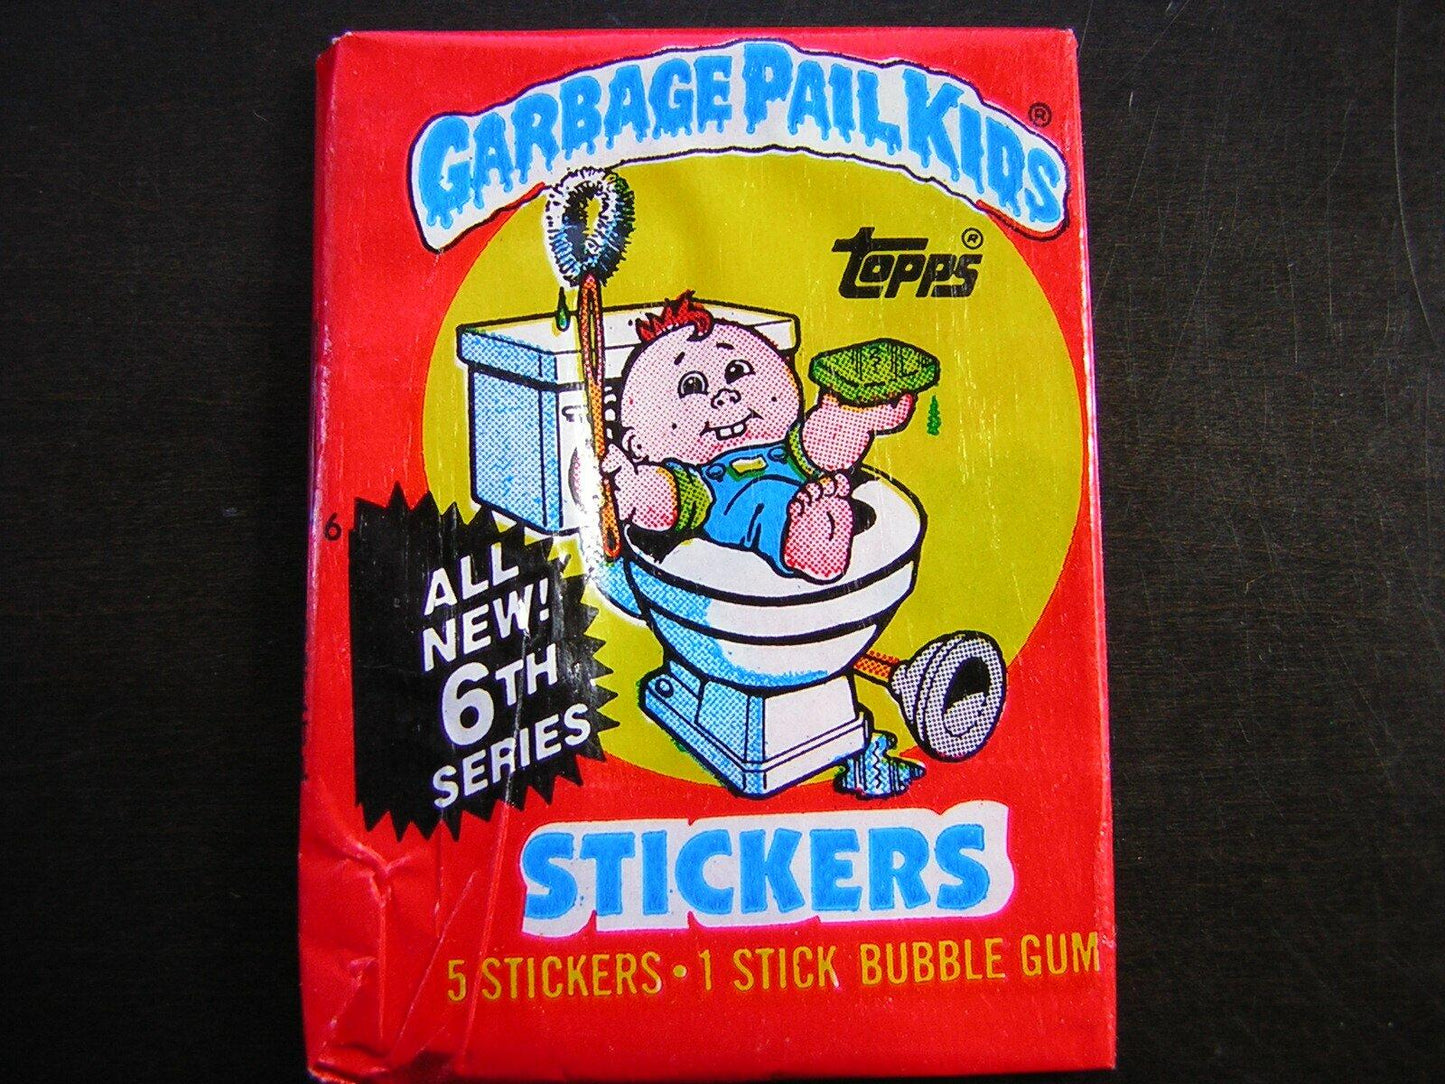 GARBAGE PAIL KIDS ®
topps ®
6
ALL
NEW!
6TH
SERIES
STICKERS
5 STICKERS • 1 STICK BUBBLE GUM